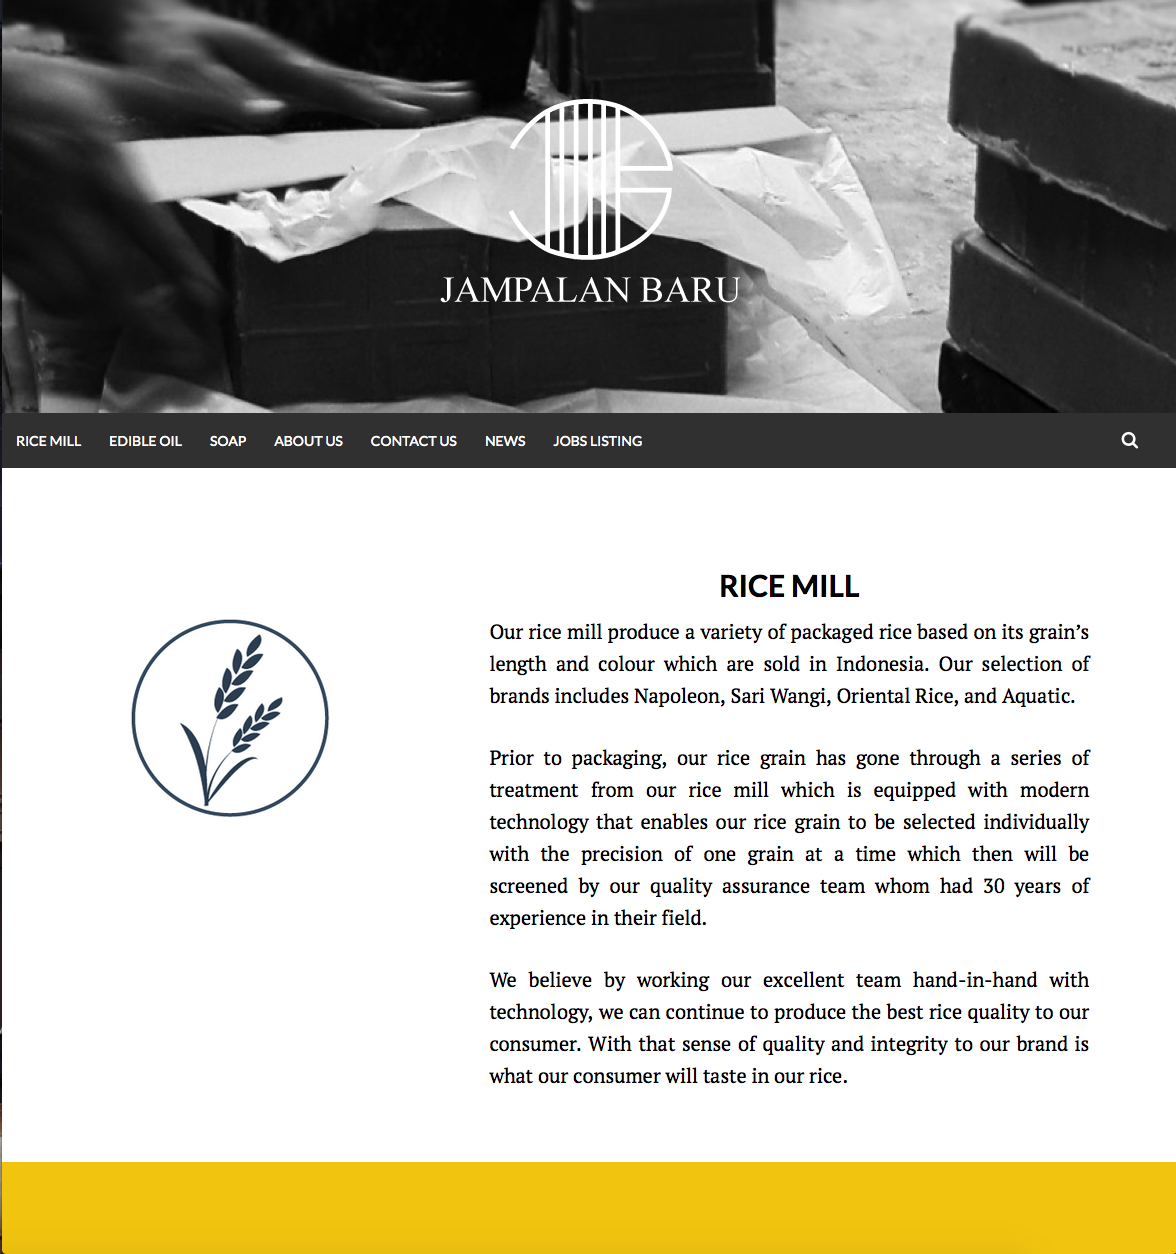 JAMPALAN BARU
RICE MILL EDIBLE OIL SOAP ABOUT US CONTACT US NEWS JOBS LISTING
RICE MILL
Our rice mill produce a variety of packaged rice based on its grain’s
length and colour which are sold in Indonesia. Our selection of
brands includes Napoleon, Sari Wangi, Oriental Rice, and Aquatic.
Prior to packaging, our rice grain has gone through a series of
treatment from our rice mill which is equipped with modern
technology that enables our rice grain to be selected individually
with the precision of one grain at a time which then will be
screened by our quality assurance team whom had 30 years of
experience in their field.
We believe by working our excellent team hand-in-hand with
technology, we can continue to produce the best rice quality to our
consumer. With that sense of quality and integrity to our brand is
what our consumer will taste in our rice.